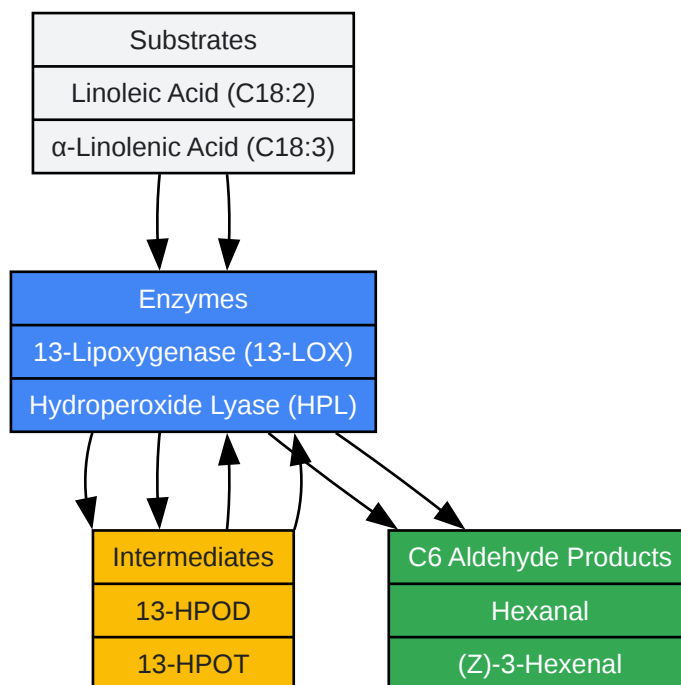 Substrates
Linoleic Acid (C18:2)
α-Linolenic Acid (C18:3)
Enzymes
13-Lipoxygenase (13-LOX)
Hydroperoxide Lyase (HPL)
Intermediates
13-HPOD
13-HPOT
C6 Aldehyde Products
Hexanal
(Z)-3-Hexenal